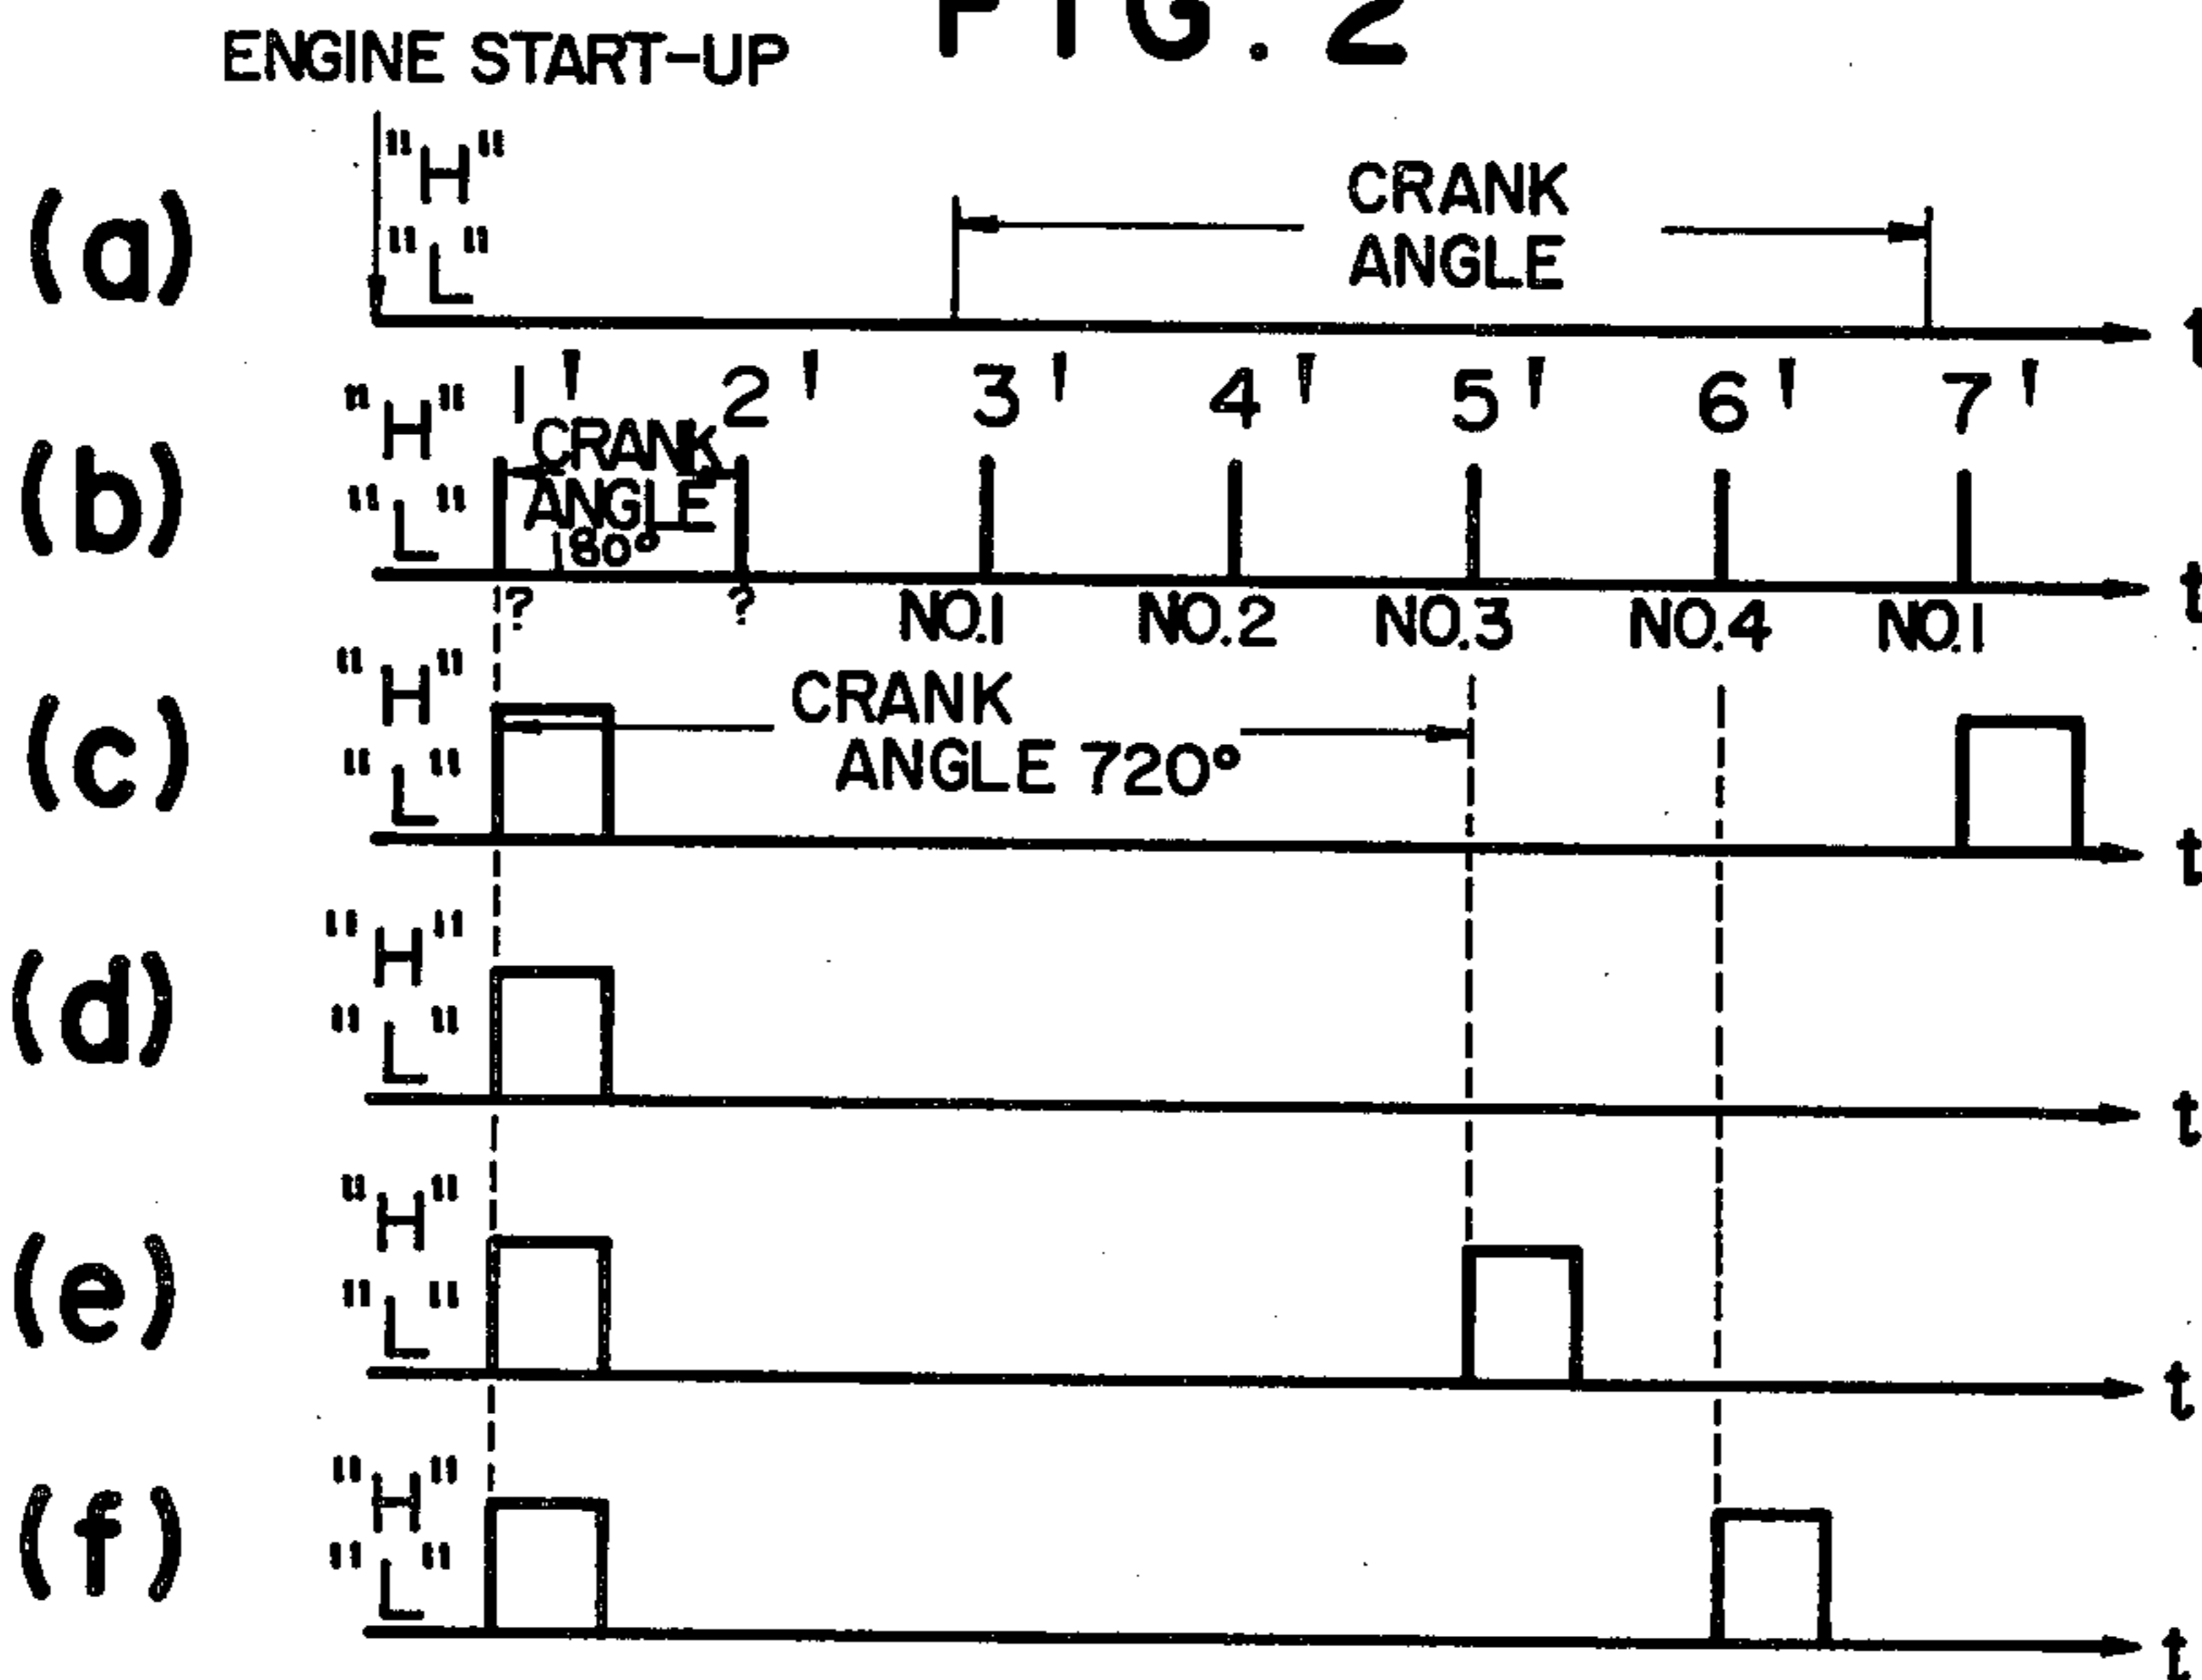 FIG. 2
ENGINE START-UP
(a)
"H"
"L"
CRANK
ANGLE
t
(b)
"H"
"L"
1' 2' 3' 4' 5' 6' 7'
CRANK
ANGLE
180°
t
? ? NO.1 NO.2 NO.3 NO.4 NO.1
(c)
"H"
"L"
CRANK
ANGLE 720°
t
(d)
"H"
"L"
t
(e)
"H"
"L"
t
(f)
"H"
"L"
t